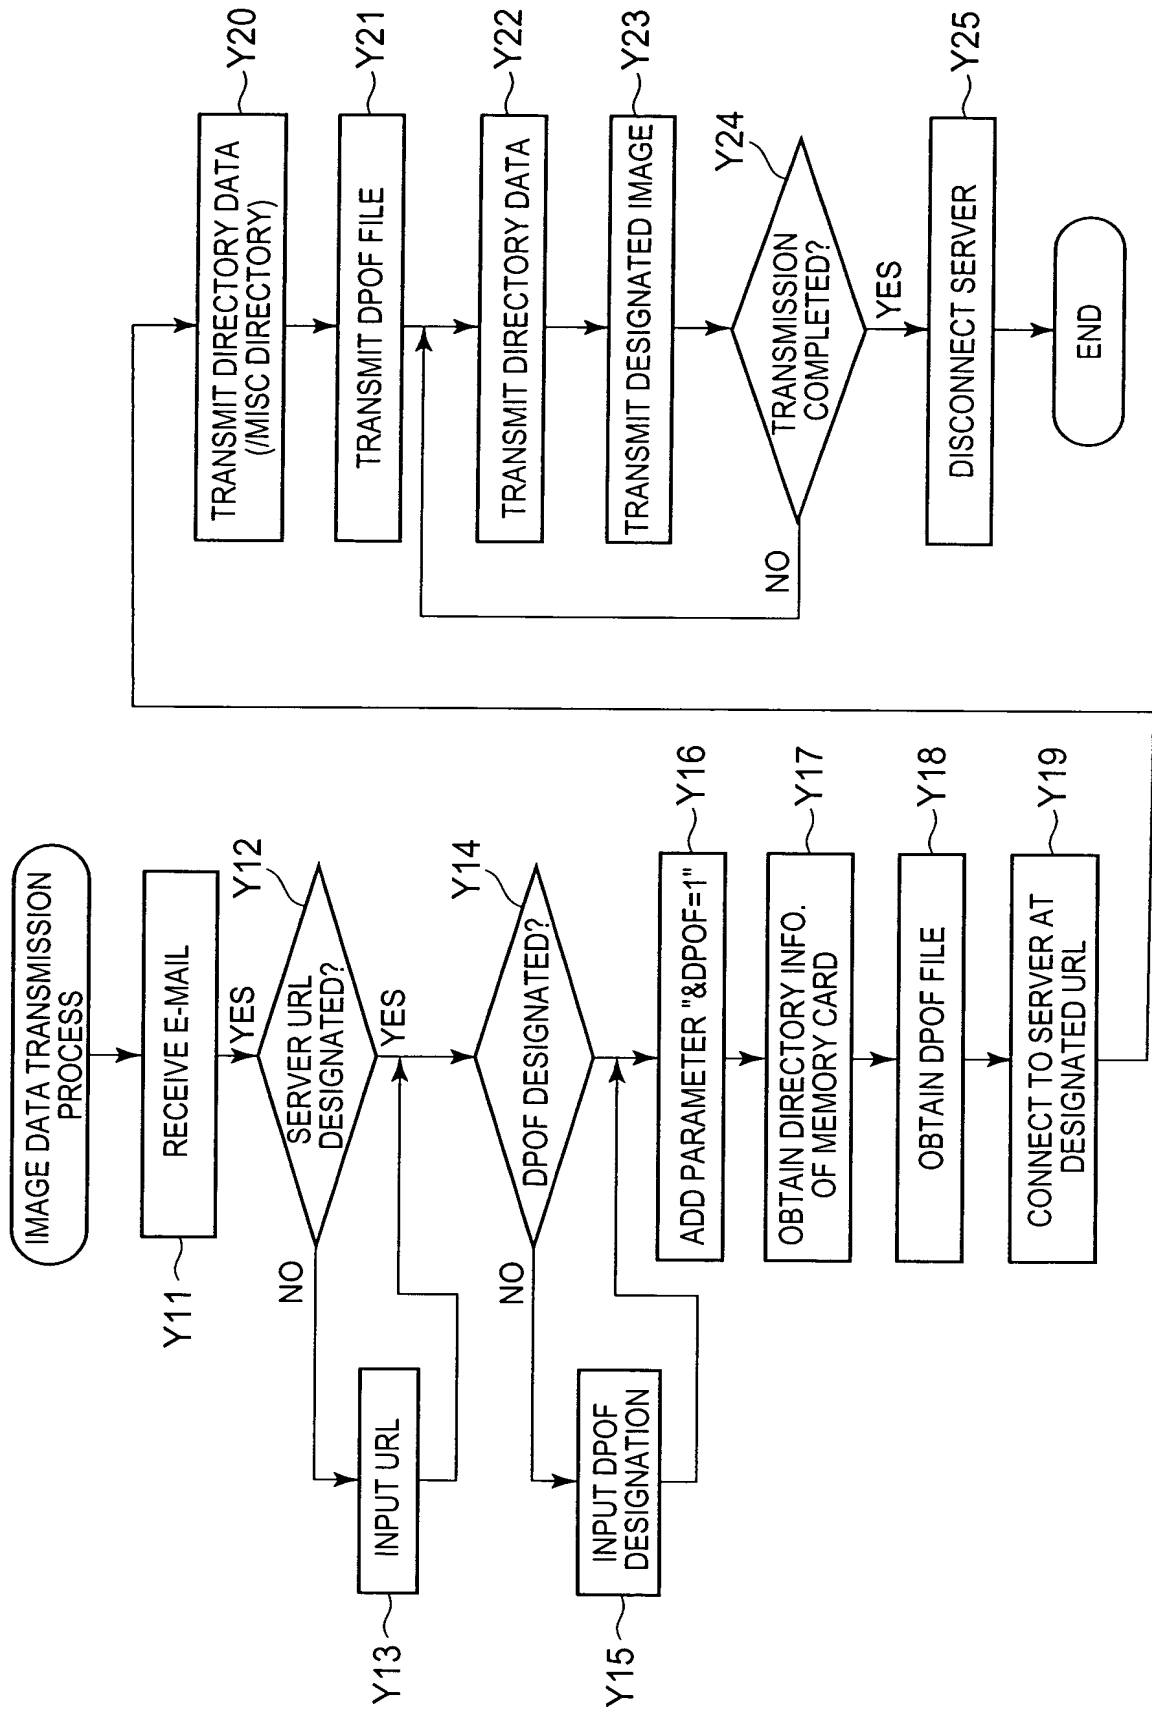 IMAGE DATA TRANSMISSION
PROCESS
RECEIVE E-MAIL
Y11
YES
SERVER URL
DESIGNATED?
Y12
NO
YES
INPUT URL
Y13
DPOF DESIGNATED?
Y14
NO
INPUT DPOF
DESIGNATION
Y15
ADD PARAMETER "&DPOF=1"
Y16
OBTAIN DIRECTORY INFO.
OF MEMORY CARD
Y17
OBTAIN DPOF FILE
Y18
CONNECT TO SERVER AT
DESIGNATED URL
Y19
TRANSMIT DIRECTORY DATA
(/MISC DIRECTORY)
Y20
TRANSMIT DPOF FILE
Y21
TRANSMIT DIRECTORY DATA
Y22
TRANSMIT DESIGNATED IMAGE
Y23
TRANSMISSION
COMPLETED?
Y24
NO
YES
DISCONNECT SERVER
Y25
END